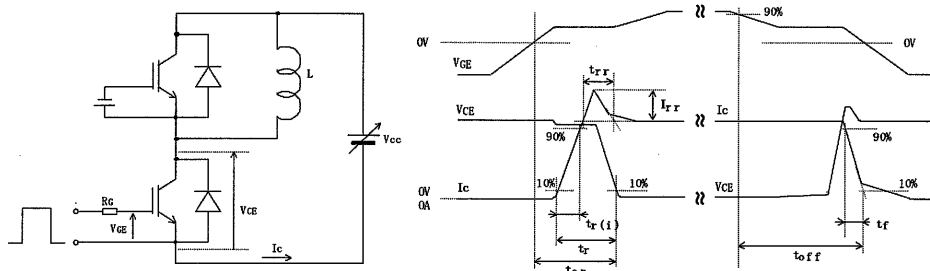 L
Vcc
RG
VGE
VCE
Ic
0V
VGE
90%
0V
trr
Irr
VCE
Ic
90%
90%
0V
0A
Ic
10%
10%
VCE
10%
tr(i)
tr
tf
toff